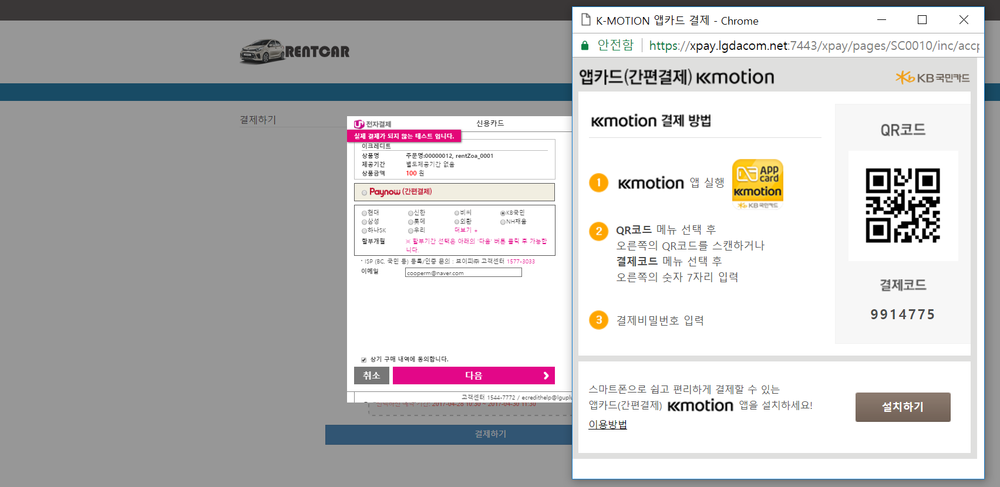 RENTCAR
결제하기
U+ 전자결제
신용카드
실제 결제가 되지 않는 테스트 입니다.
이크레디트
상품명 주문명:00000012, rentZoa_0001
제공기간 별도제공기간 없음
상품금액 100 원
Paynow (간편결제)
현대 신한 비씨 KB국민
삼성 롯데 외환 NH채움
하나SK 우리 더보기 +
할부개월 ※ 할부기간 선택은 아래의 '다음' 버튼 클릭 후 가능합
니다.
* ISP (BC, 국민 등) 등록/인증 문의 : 브이피㈜ 고객센터 1577-3033
이메일 cooperm@naver.com
상기 구매 내역에 동의합니다.
취소 다음
고객센터 1544-7772 / ecredithelp@lguplu
선택하신 예약 기간: 2017-04-28 10:30 ~ 2017-04-30 11:30
결제하기
K-MOTION 앱카드 결제 - Chrome
안전함 https://xpay.lgdacom.net:7443/xpay/pages/SC0010/inc/accp
앱카드(간편결제) Kmotion
KB국민카드
Kmotion 결제 방법
1 Kmotion 앱 실행
APP
card
Kmotion
KB국민카드
2 QR코드 메뉴 선택 후
오른쪽의 QR코드를 스캔하거나
결제코드 메뉴 선택 후
오른쪽의 숫자 7자리 입력
3 결제비밀번호 입력
QR코드
결제코드
9914775
스마트폰으로 쉽고 편리하게 결제할 수 있는
앱카드(간편결제) Kmotion 앱을 설치하세요!
이용방법
설치하기